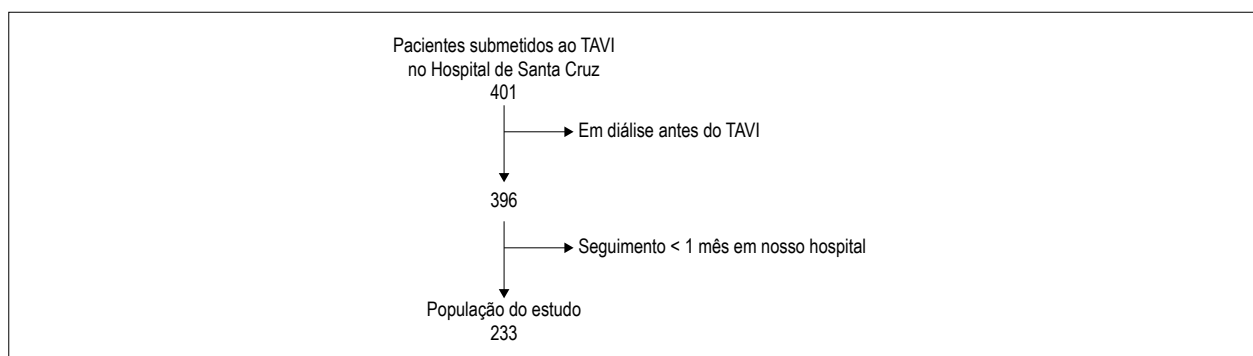 Pacientes submetidos ao TAVI
no Hospital de Santa Cruz
401
Em diálise antes do TAVI
396
Seguimento < 1 mês em nosso hospital
População do estudo
233